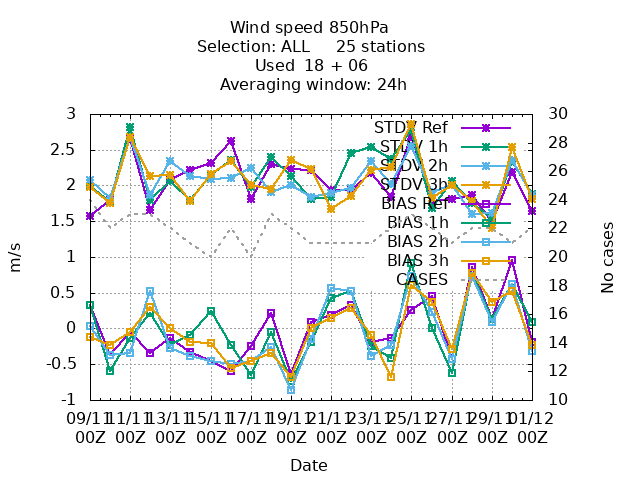 Wind speed 850hPa
Selection: ALL 25 stations
Used 18 + 06
Averaging window: 24h
m/s
3
2.5
2
1.5
1
0.5
0
-0.5
-1
30
28
26
24
22
20
18
16
14
12
10
No cases
STDV Ref
STDV 1h
STDV 2h
STDV 3h
BIAS Ref
BIAS 1h
BIAS 2h
BIAS 3h
CASES
09/11 11/11 13/11 15/11 17/11 19/11 21/11 23/11 25/11 27/11 29/11 01/12
00Z 00Z 00Z 00Z 00Z 00Z 00Z 00Z 00Z 00Z 00Z 00Z
Date